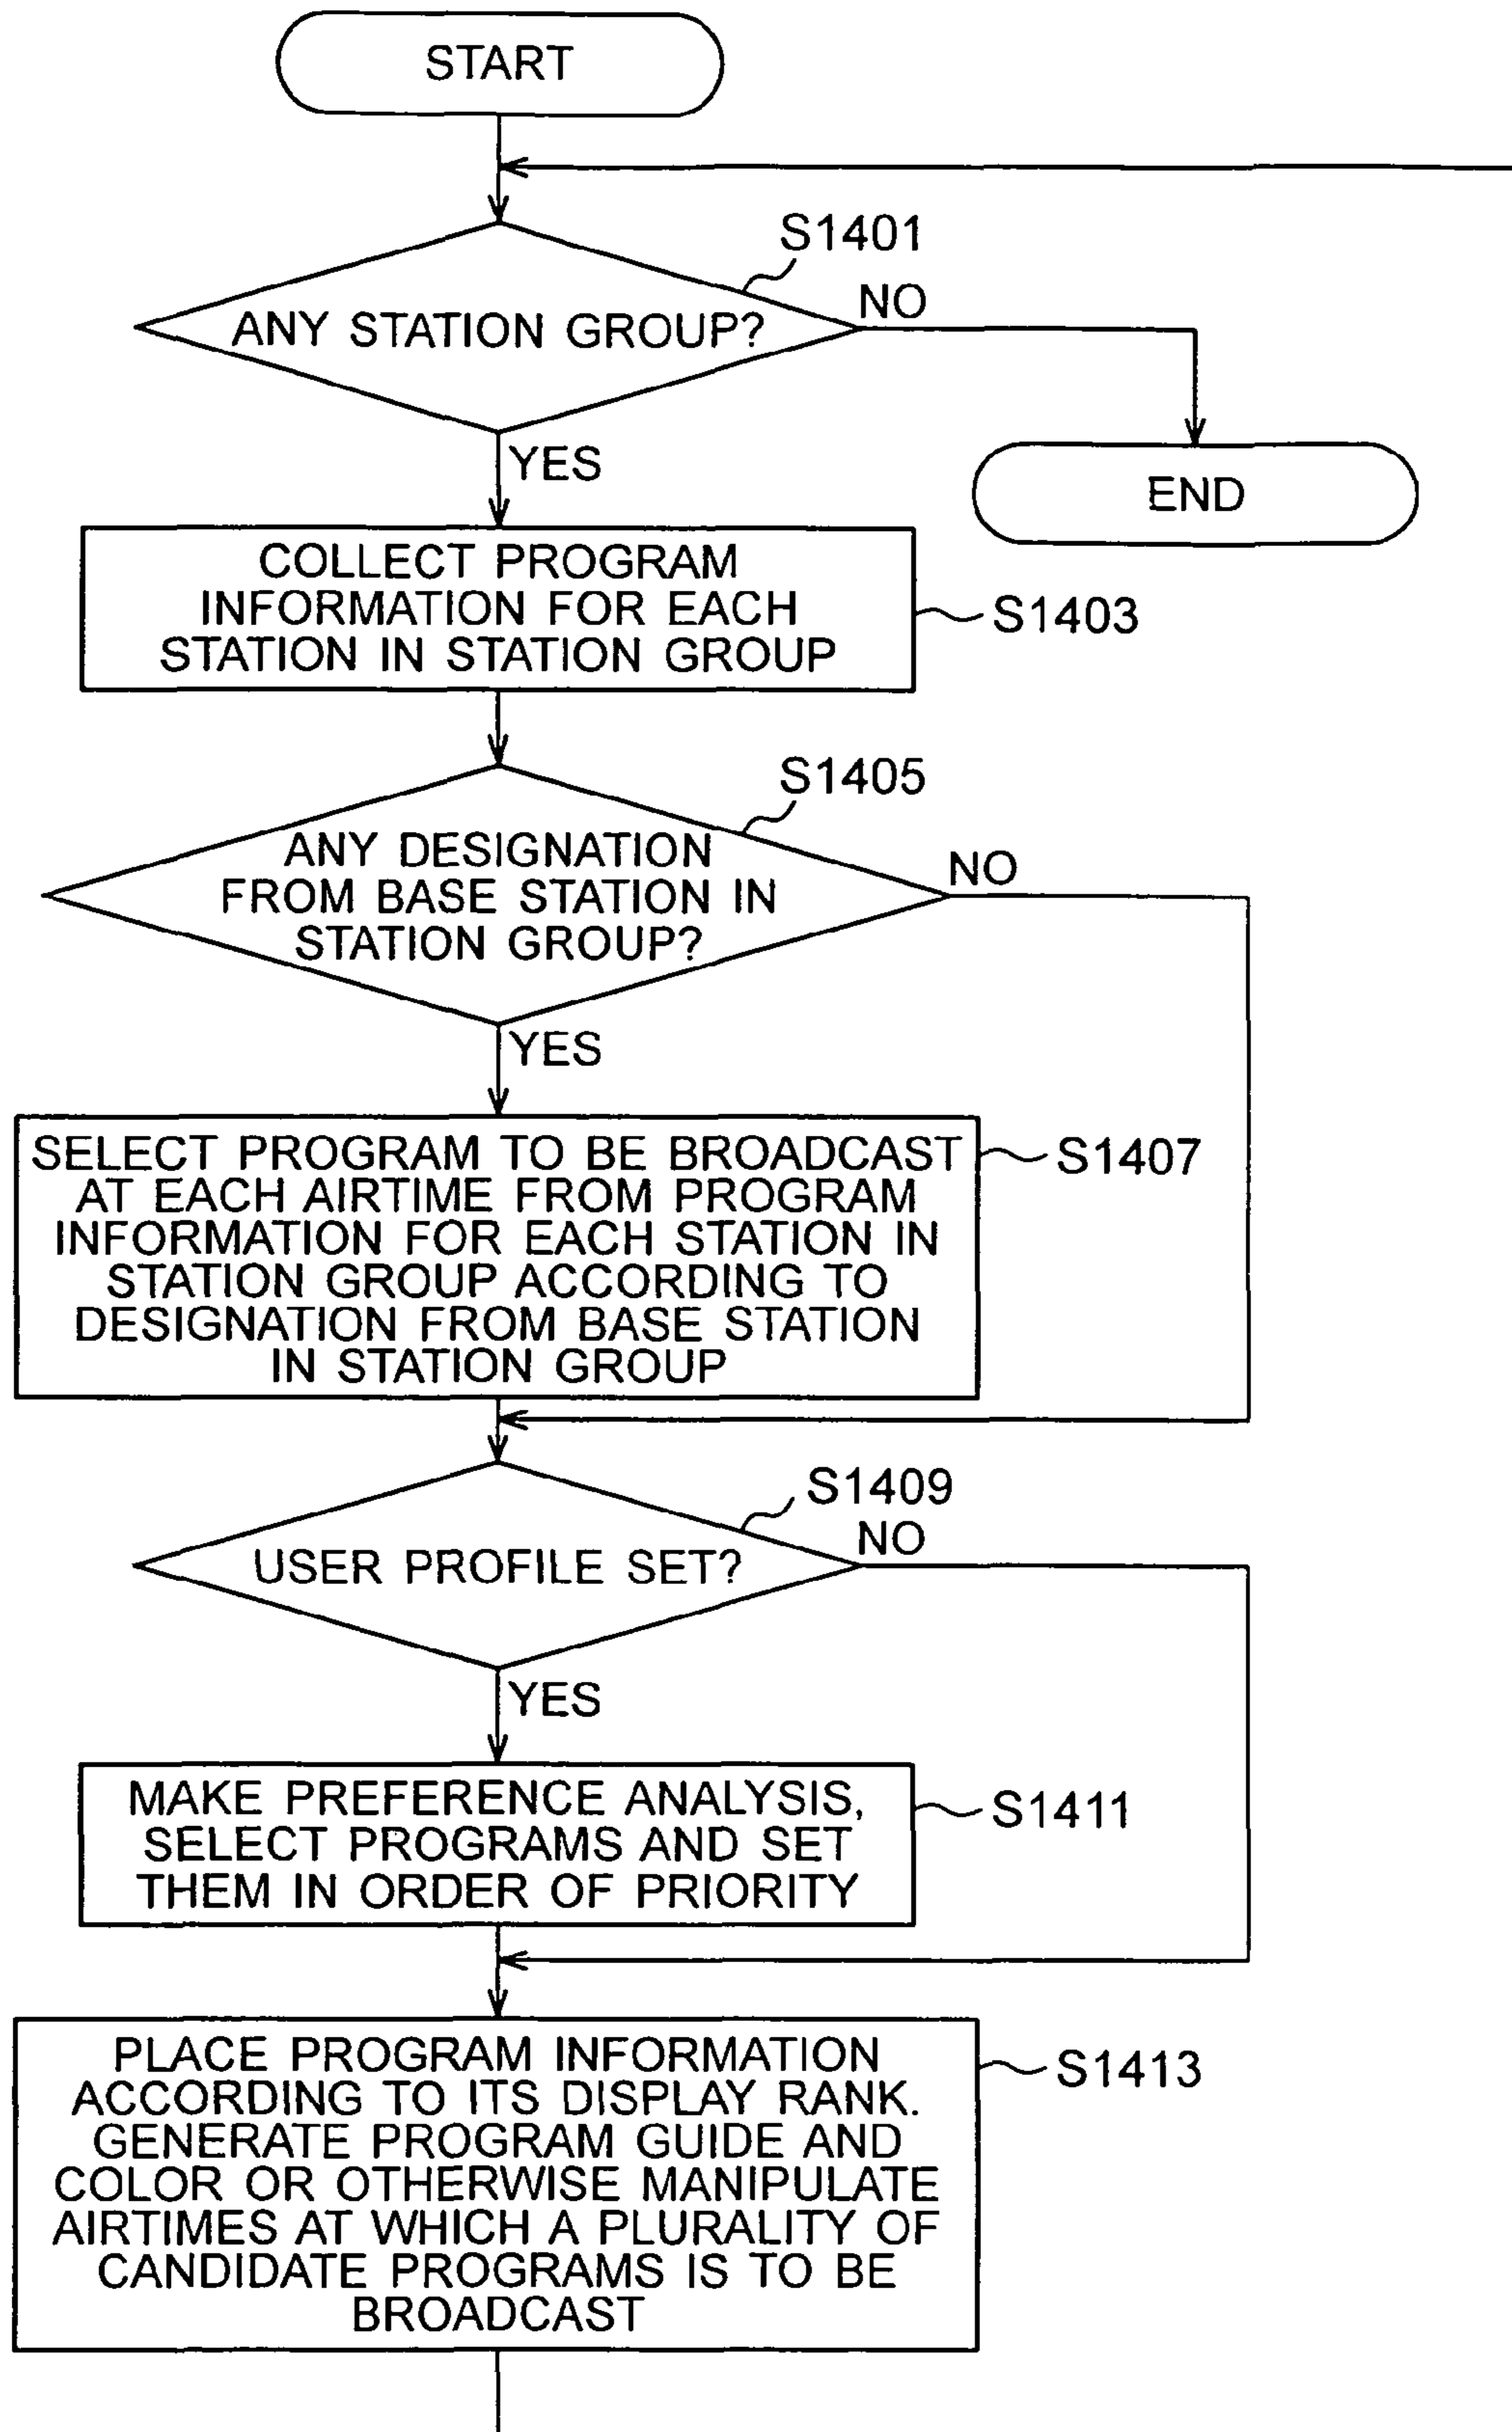 START
S1401
ANY STATION GROUP?
NO
YES
END
COLLECT PROGRAM
INFORMATION FOR EACH
STATION IN STATION GROUP
S1403
S1405
ANY DESIGNATION
FROM BASE STATION IN
STATION GROUP?
NO
YES
SELECT PROGRAM TO BE BROADCAST
AT EACH AIRTIME FROM PROGRAM
INFORMATION FOR EACH STATION IN
STATION GROUP ACCORDING TO
DESIGNATION FROM BASE STATION
IN STATION GROUP
S1407
S1409
USER PROFILE SET?
NO
YES
MAKE PREFERENCE ANALYSIS,
SELECT PROGRAMS AND SET
THEM IN ORDER OF PRIORITY
S1411
PLACE PROGRAM INFORMATION
ACCORDING TO ITS DISPLAY RANK.
GENERATE PROGRAM GUIDE AND
COLOR OR OTHERWISE MANIPULATE
AIRTIMES AT WHICH A PLURALITY OF
CANDIDATE PROGRAMS IS TO BE
BROADCAST
S1413